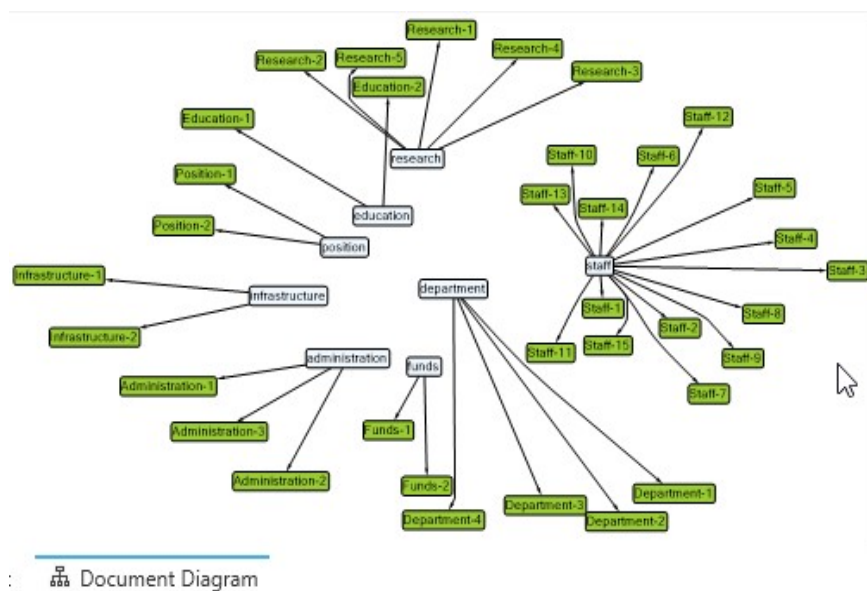 Research-1
Research-2
Research-5
Research-4
Research-3
Education-2
Education-1
research
Position-1
education
Position-2
position
Staff-12
Staff-10
Staff-6
Staff-13
Staff-14
Staff-5
Staff-4
staff
Staff-3
Infrastructure-1
infrastructure
department
Staff-1
Staff-8
Staff-2
Infrastructure-2
Staff-11
Staff-15
Staff-9
administration
funds
Administration-1
Staff-7
Administration-3
Funds-1
Administration-2
Funds-2
Department-1
Department-3
Department-4
Department-2
: Document Diagram